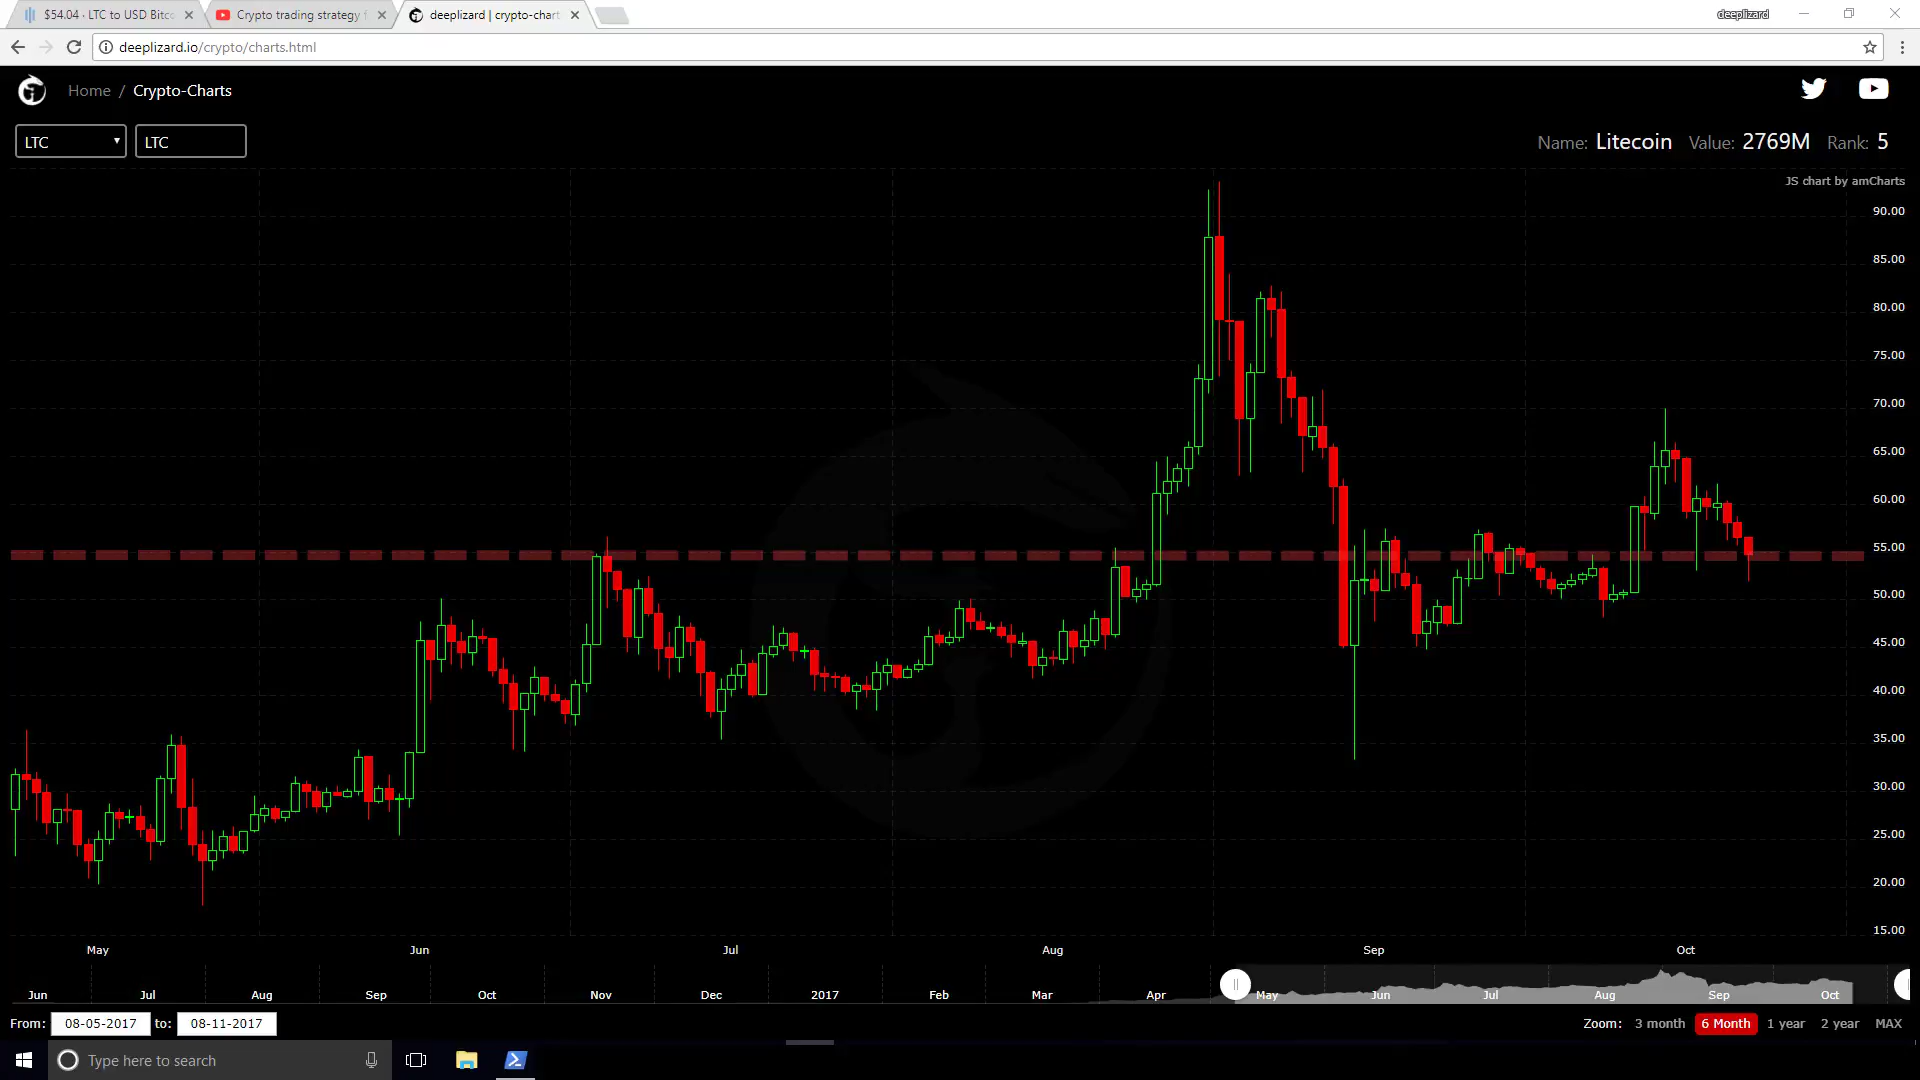 $54.04 · LTC to USD Bitco
Crypto trading strategy f
deeplizard | crypto-chart
deeplizard
deeplizard.io/crypto/charts.html
Home / Crypto-Charts
LTC
LTC
Name: Litecoin Value: 2769M Rank: 5
JS chart by amCharts
90.00
85.00
80.00
75.00
70.00
65.00
60.00
55.00
50.00
45.00
40.00
35.00
30.00
25.00
20.00
15.00
May Jun Jul Aug Sep Oct
Jun Jul Aug Sep Oct Nov Dec 2017 Feb Mar Apr May Jun Jul Aug Sep Oct
From: 08-05-2017 to: 08-11-2017
Zoom: 3 month 6 Month 1 year 2 year MAX
Type here to search